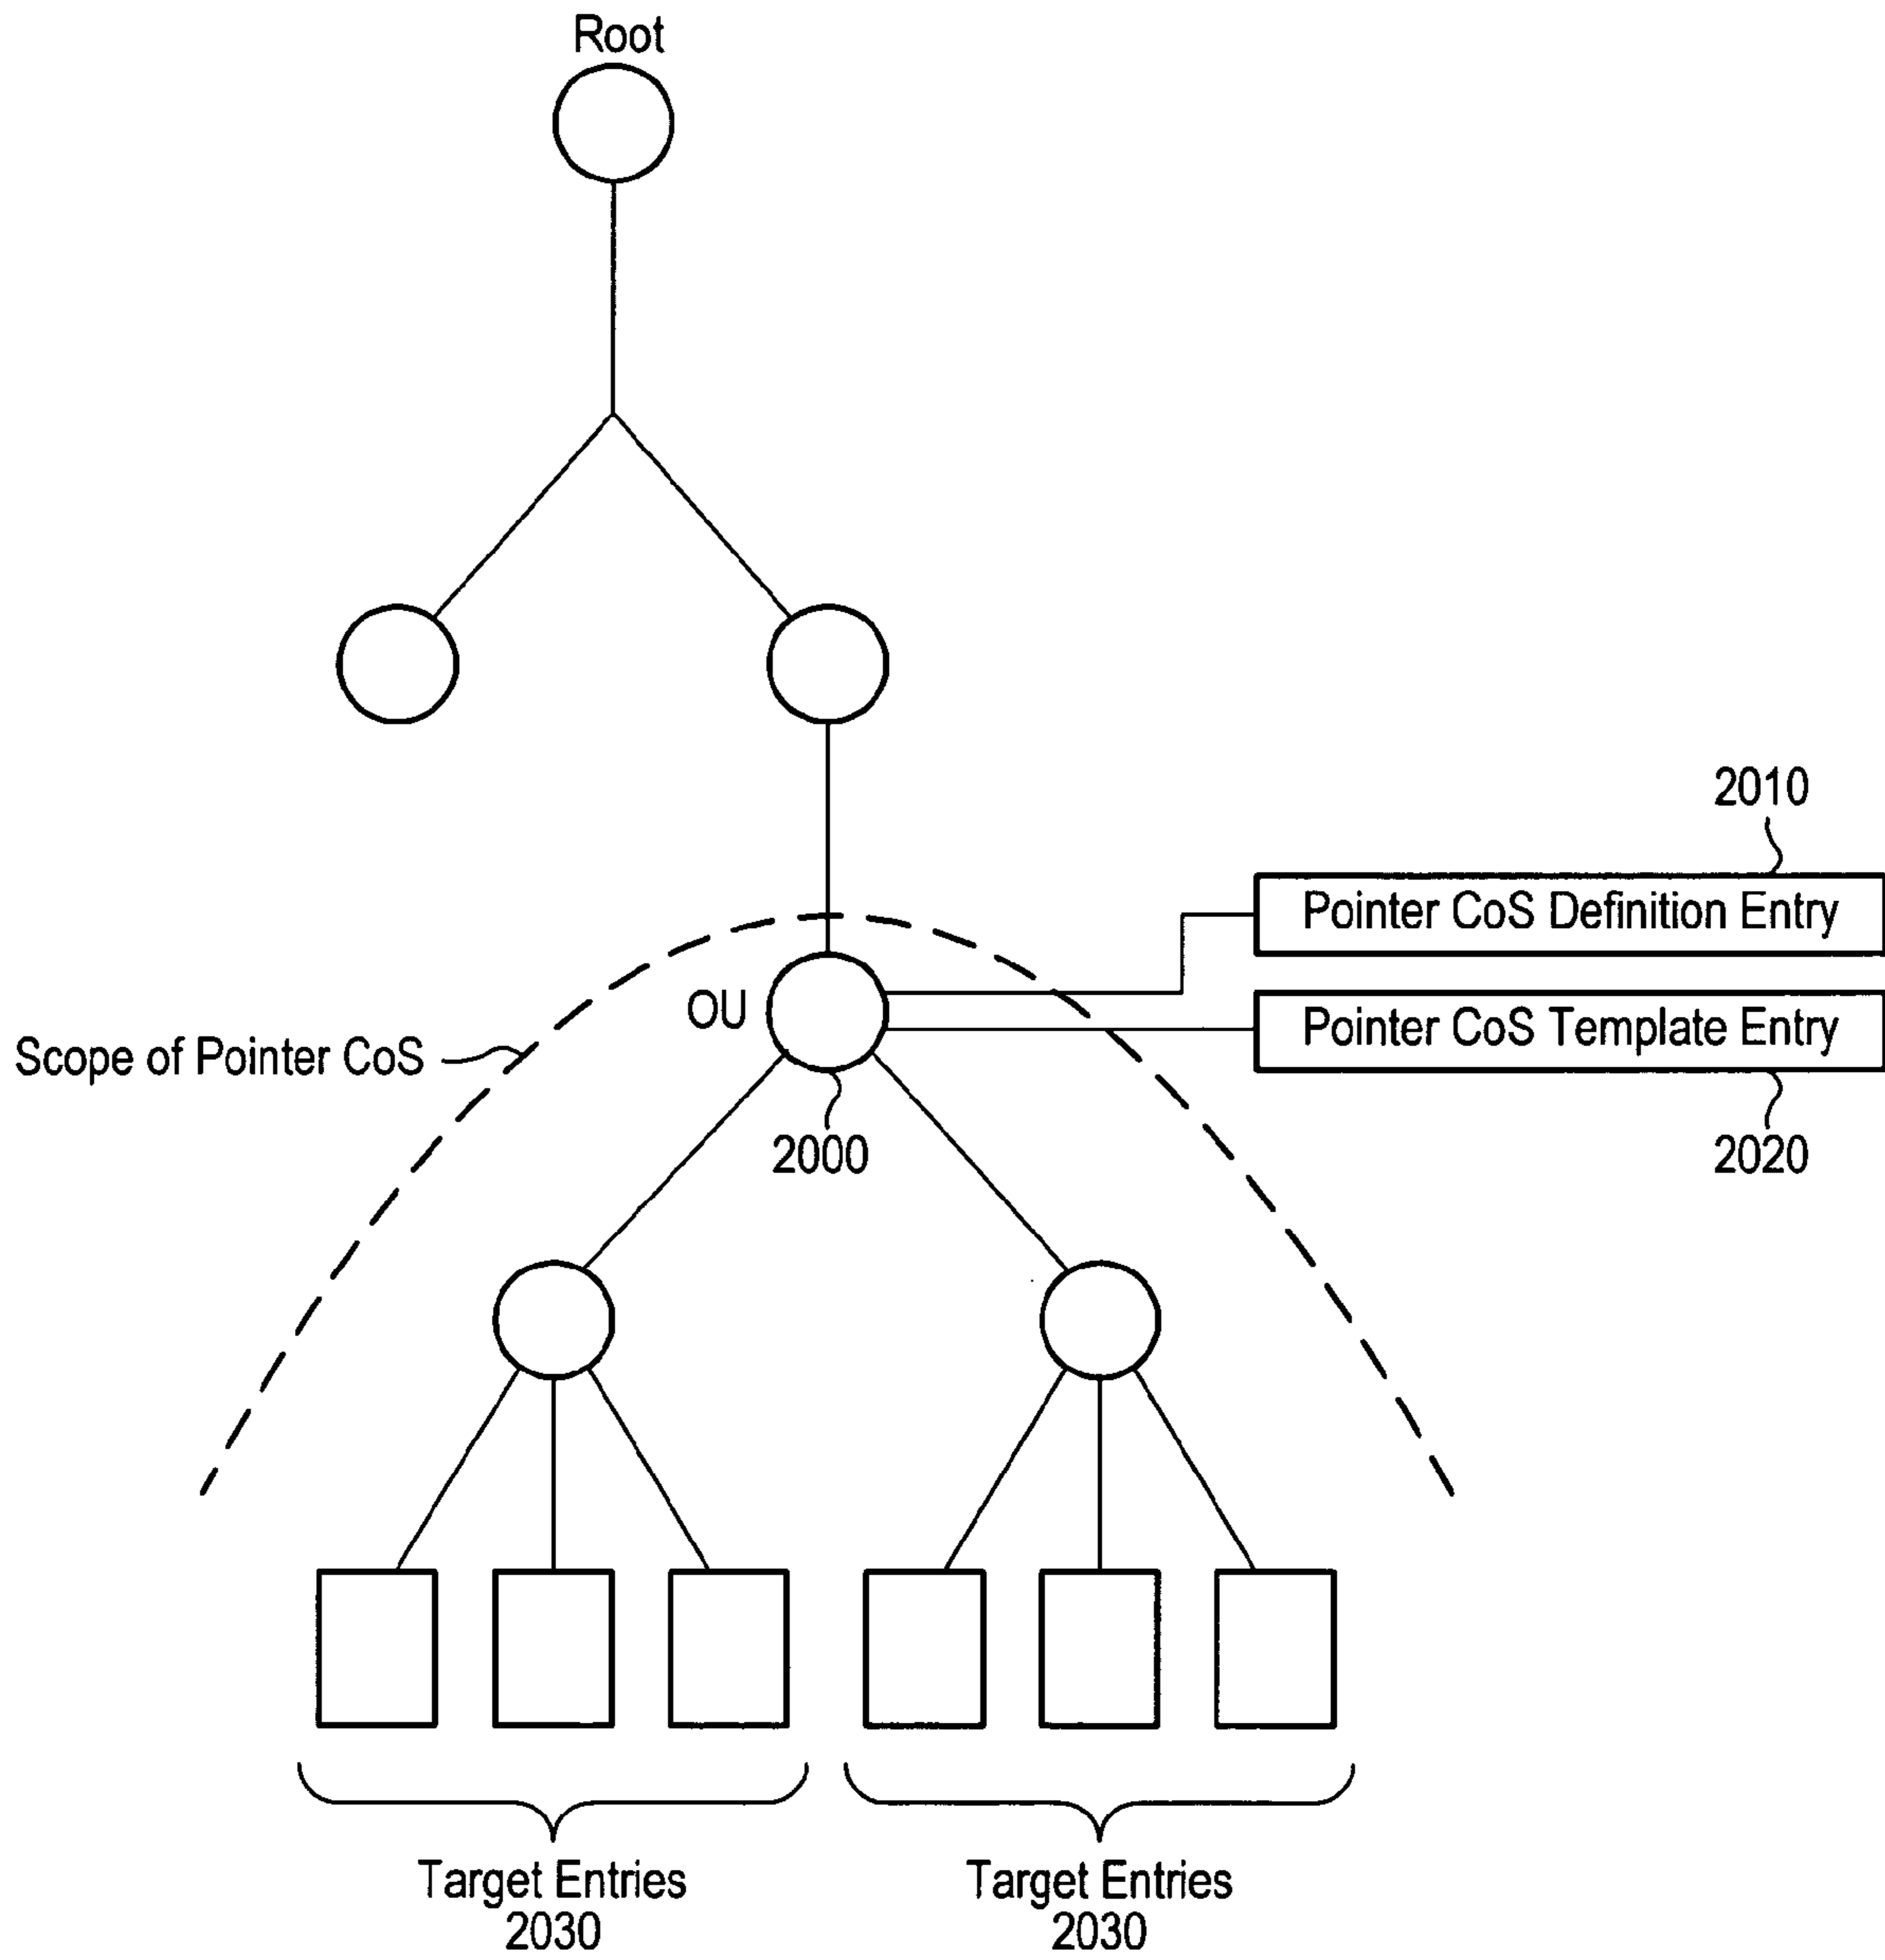 Root
2010
Pointer CoS Definition Entry
OU
Pointer CoS Template Entry
Scope of Pointer CoS
2000
2020
Target Entries
2030
Target Entries
2030